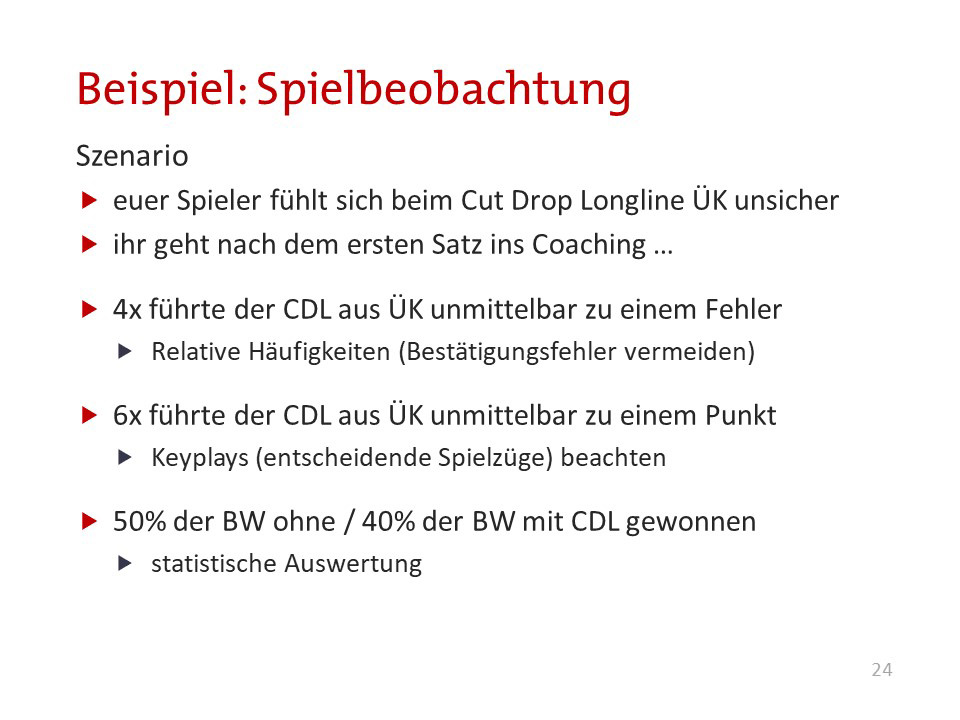 Beispiel: Spielbeobachtung
Szenario
euer Spieler fühlt sich beim Cut Drop Longline ÜK unsicher
ihr geht nach dem ersten Satz ins Coaching …
4x führte der CDL aus ÜK unmittelbar zu einem Fehler
Relative Häufigkeiten (Bestätigungsfehler vermeiden)
6x führte der CDL aus ÜK unmittelbar zu einem Punkt
Keyplays (entscheidende Spielzüge) beachten
50% der BW ohne / 40% der BW mit CDL gewonnen
statistische Auswertung
24